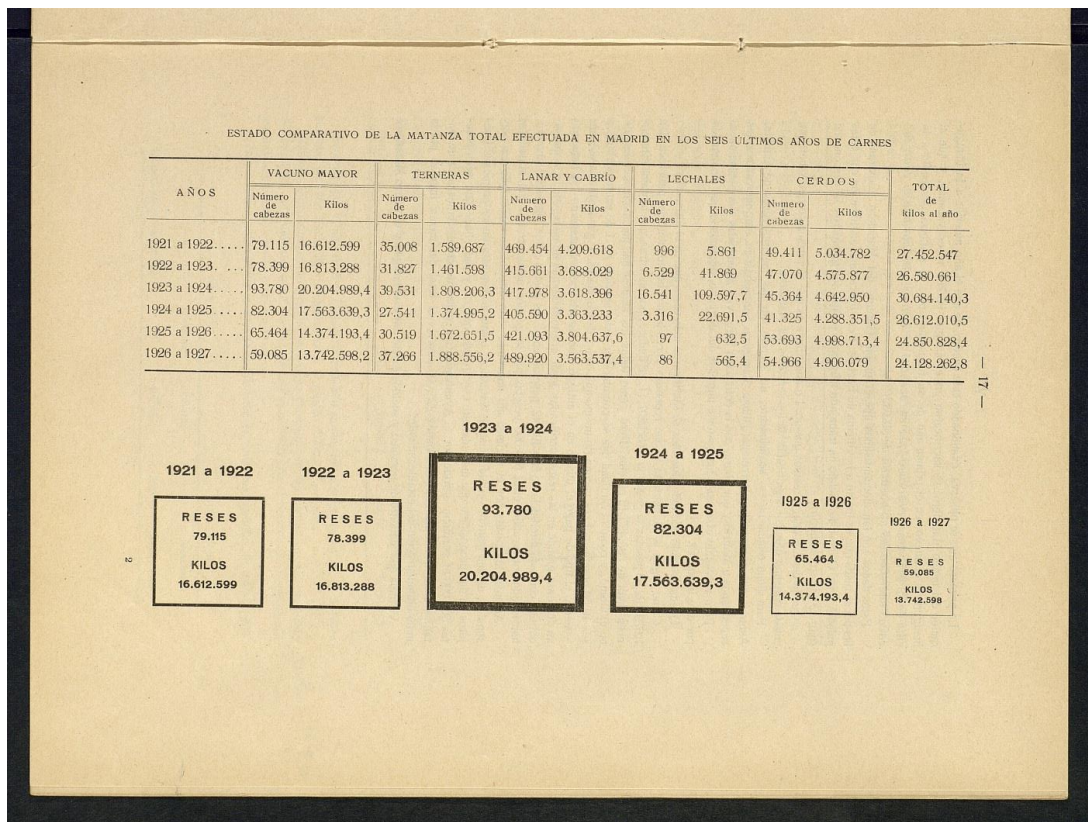 ESTADO COMPARATIVO DE LA MATANZA TOTAL EFECTUADA EN MADRID EN LOS SEIS ÚLTIMOS AÑOS DE CARNES
AÑOS VACUNO MAYOR TERNERAS LANAR Y CABRÍO LECHALES CERDOS TOTAL de kilos al año
Número de cabezas Kilos Número de cabezas Kilos Número de cabezas Kilos Número de cabezas Kilos Número de cabezas Kilos
1921 a 1922..... 79.115 16.612.599 35.008 1.589.687 469.454 4.209.618 996 5.861 49.411 5.034.782 27.452.547
1922 a 1923. ... 78.399 16.813.288 31.827 1.461.598 415.661 3.688.029 6.529 41.869 47.070 4.575.877 26.580.661
1923 a 1924..... 93.780 20.204.989,4 39.531 1.808.206,3 417.978 3.618.396 16.541 109.597,7 45.364 4.642.950 30.684.140,3
1924 a 1925..... 82.304 17.563.639,3 27.541 1.374.995,2 405.590 3.363.233 3.316 22.691,5 41.325 4.288.351,5 26.612.010,5
1925 a 1926..... 65.464 14.374.193,4 30.519 1.672.651,5 421.093 3.804.637,6 97 632,5 53.693 4.998.713,4 24.850.828,4
1926 a 1927..... 59.085 13.742.598,2 37.266 1.888.556,2 489.920 3.563.537,4 86 565,4 54.966 4.906.079 24.128.262,8
— 17 —
1921 a 1922
RESES
79.115
KILOS
16.612.599
1922 a 1923
RESES
78.399
KILOS
16.813.288
1923 a 1924
RESES
93.780
KILOS
20.204.989,4
1924 a 1925
RESES
82.304
KILOS
17.563.639,3
1925 a 1926
RESES
65.464
KILOS
14.374.193,4
1926 a 1927
RESES
59.085
KILOS
13.742.598
2